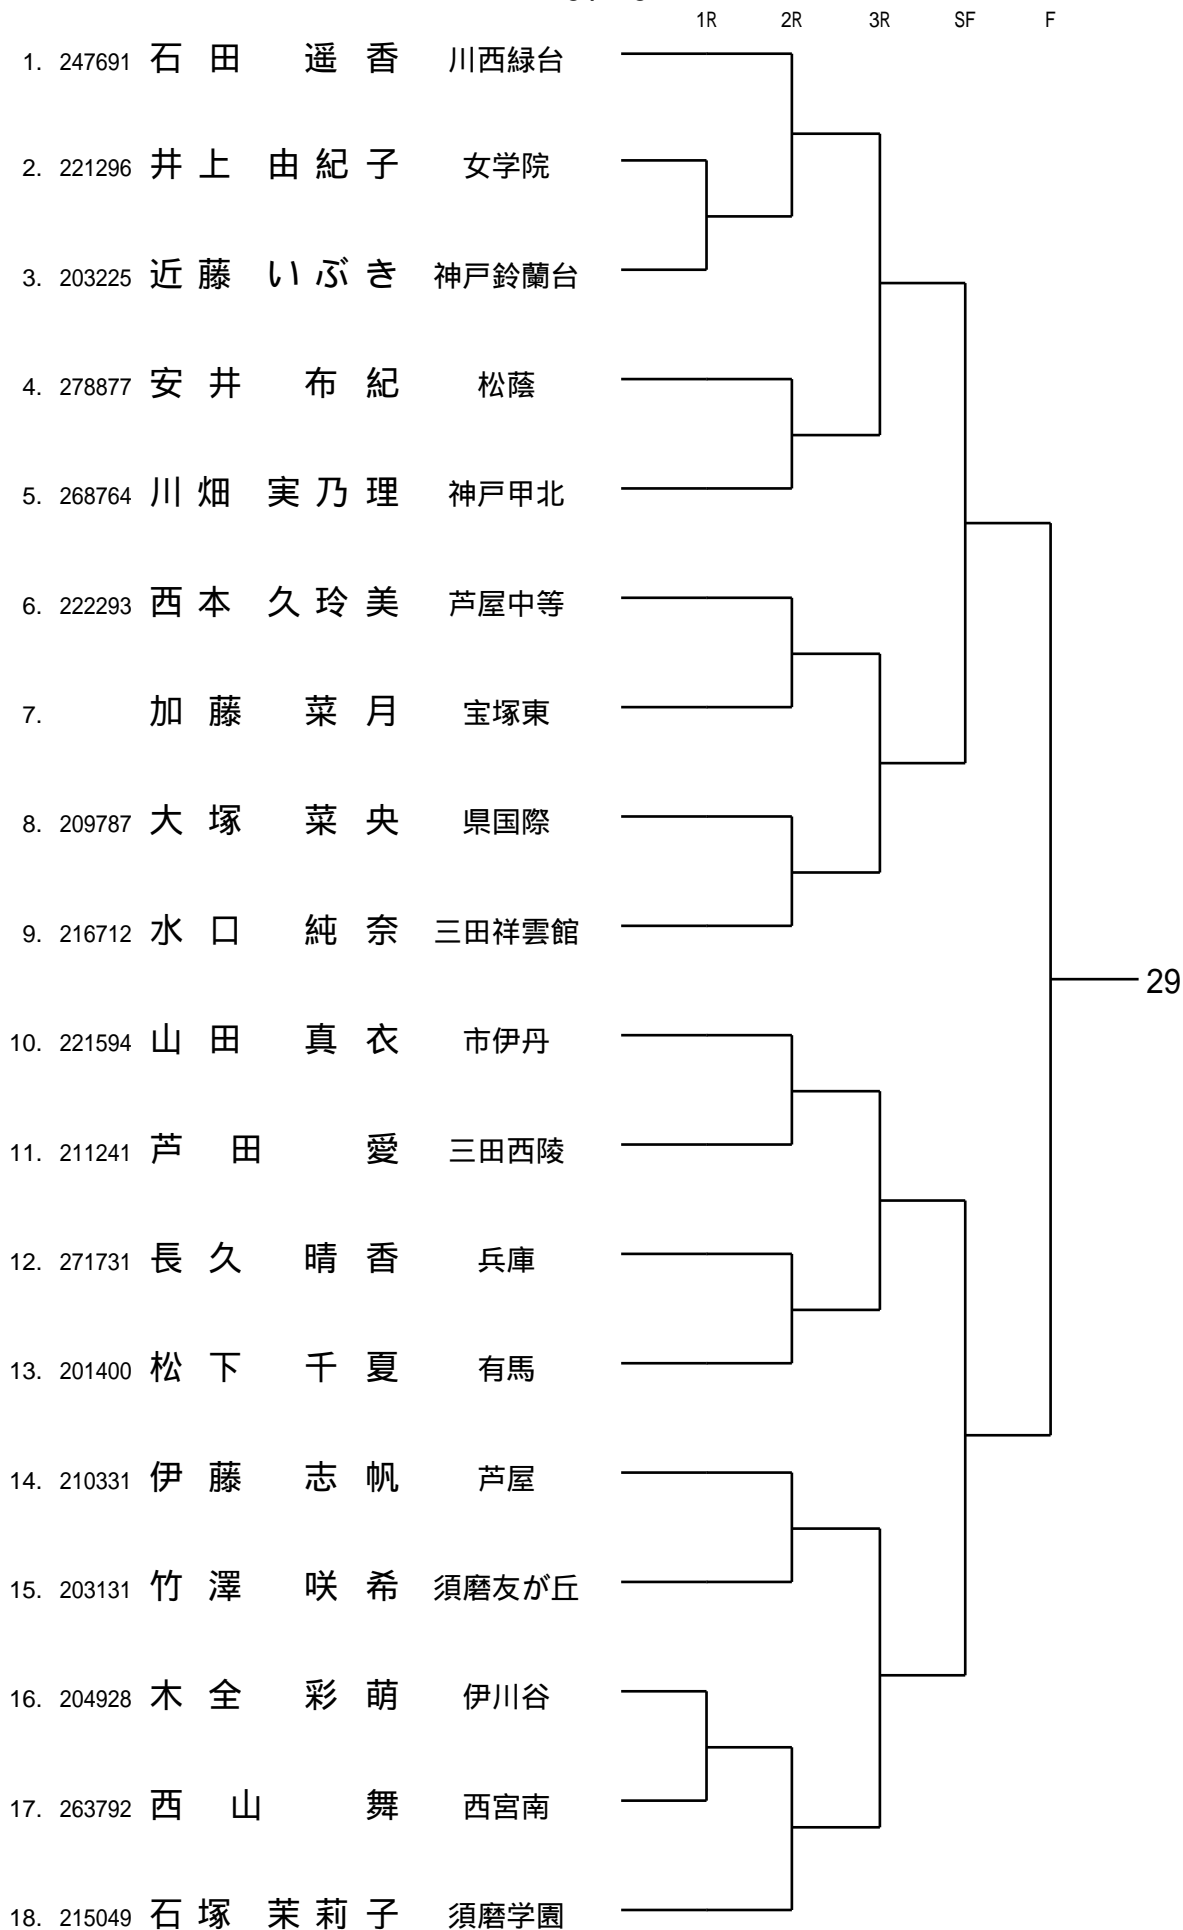 1R 2R 3R SF F
1. 247691 石田 遥香 川西緑台
2. 221296 井上 由紀子 女学院
3. 203225 近藤 いぶき 神戸鈴蘭台
4. 278877 安井 布紀 松蔭
5. 268764 川畑 実乃理 神戸甲北
6. 222293 西本 久玲美 芦屋中等
7. 加藤 菜月 宝塚東
8. 209787 大塚 菜央 県国際
9. 216712 水口 純奈 三田祥雲館
29
10. 221594 山田 真衣 市伊丹
11. 211241 芦田 愛 三田西陵
12. 271731 長久 晴香 兵庫
13. 201400 松下 千夏 有馬
14. 210331 伊藤 志帆 芦屋
15. 203131 竹澤 咲希 須磨友が丘
16. 204928 木全 彩萌 伊川谷
17. 263792 西山 舞 西宮南
18. 215049 石塚 茉莉子 須磨学園